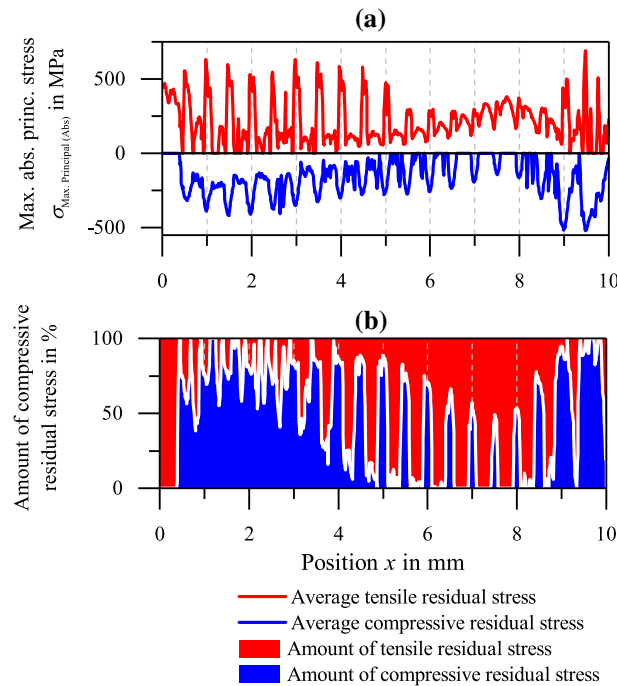 (a)
Max. abs. princ. stress
σMax. Principal (Abs) in MPa
500
0
-500
0 2 4 6 8 10
(b)
Amount of compressive
residual stress in %
100
50
0
0 2 4 6 8 10
Position x in mm
Average tensile residual stress
Average compressive residual stress
Amount of tensile residual stress
Amount of compressive residual stress